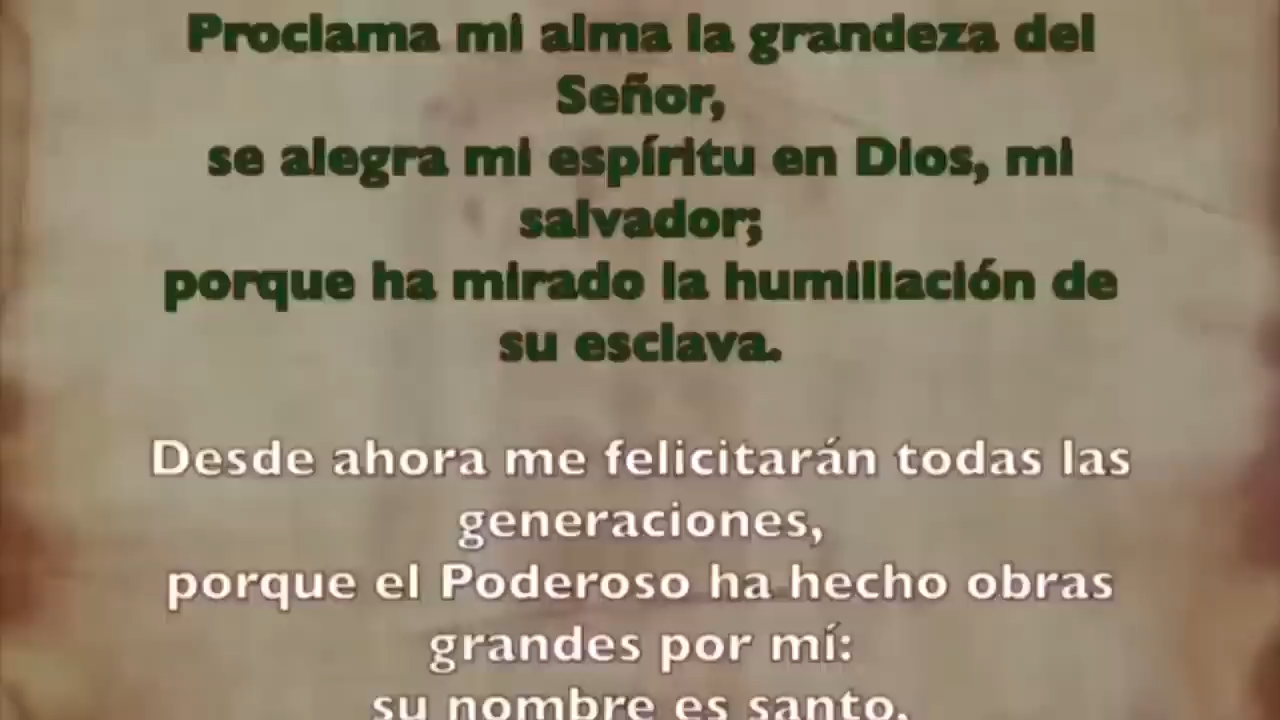 Proclama mi alma la grandeza del
Señor,
se alegra mi espíritu en Dios, mi
salvador;
porque ha mirado la humillación de
su esclava.
Desde ahora me felicitarán todas las
generaciones,
porque el Poderoso ha hecho obras
grandes por mí:
su nombre es santo,